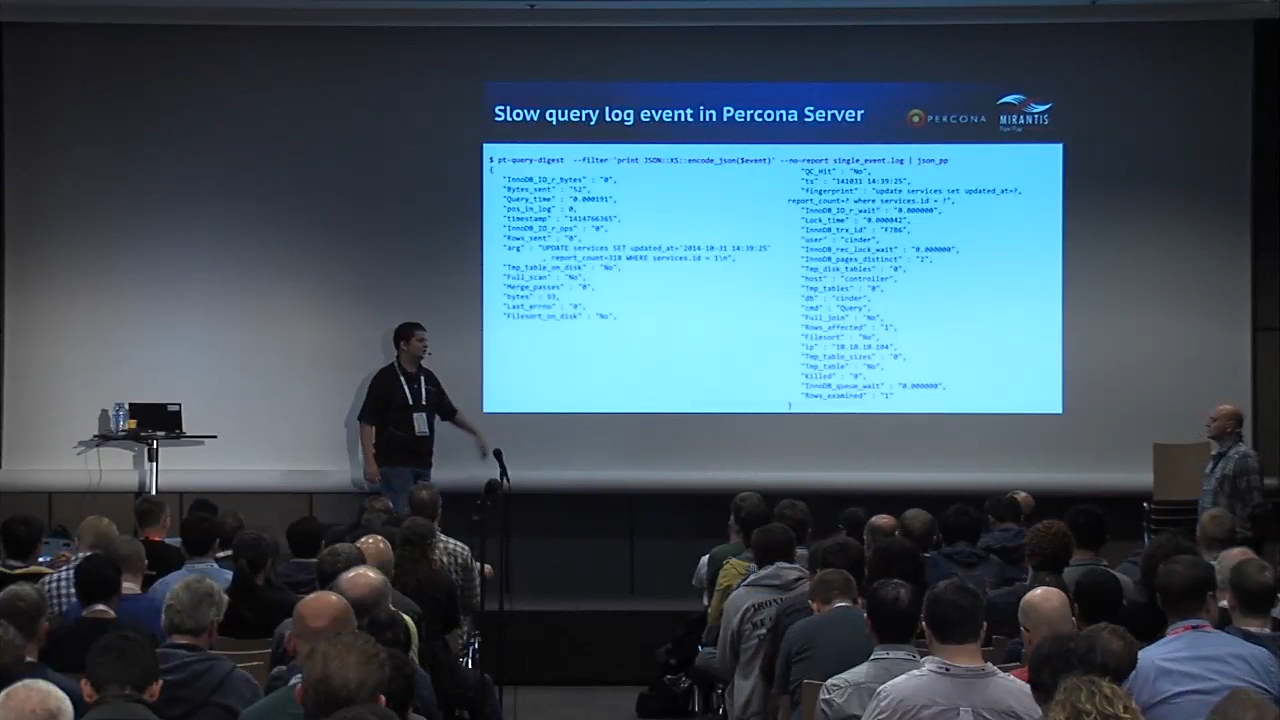 Slow query log event in Percona Server
PERCONA
MIRANTIS
$ pt-query-digest --filter 'print JSON::XS::encode_json($event)' --no-report single_event.log | json_pp
{
"InnoDB_IO_r_bytes" : "0",
"Bytes_sent" : "52",
"Query_time" : "0.000191",
"pos_in_log" : 0,
"timestamp" : "1414766365",
"InnoDB_IO_r_ops" : "0",
"Rows_sent" : "0",
"arg" : "UPDATE services SET updated_at='2014-10-31 14:39:25'
, report_count=318 WHERE services.id = 1\n",
"Tmp_table_on_disk" : "No",
"Full_scan" : "No",
"Merge_passes" : "0",
"bytes" : 93,
"Last_errno" : "0",
"Filesort_on_disk" : "No",
"QC_Hit" : "No",
"ts" : "141031 14:39:25",
"fingerprint" : "update services set updated_at=?,
report_count=? where services.id = ?",
"InnoDB_IO_r_wait" : "0.000000",
"Lock_time" : "0.000042",
"InnoDB_trx_id" : "F7B6",
"user" : "cinder",
"InnoDB_rec_lock_wait" : "0.000000",
"InnoDB_pages_distinct" : "2",
"Tmp_disk_tables" : "0",
"host" : "controller",
"Tmp_tables" : "0",
"db" : "cinder",
"cmd" : "Query",
"Full_join" : "No",
"Rows_affected" : "1",
"Filesort" : "No",
"ip" : "10.10.10.104",
"Tmp_table_sizes" : "0",
"Tmp_table" : "No",
"Killed" : "0",
"InnoDB_queue_wait" : "0.000000",
"Rows_examined" : "1"
}